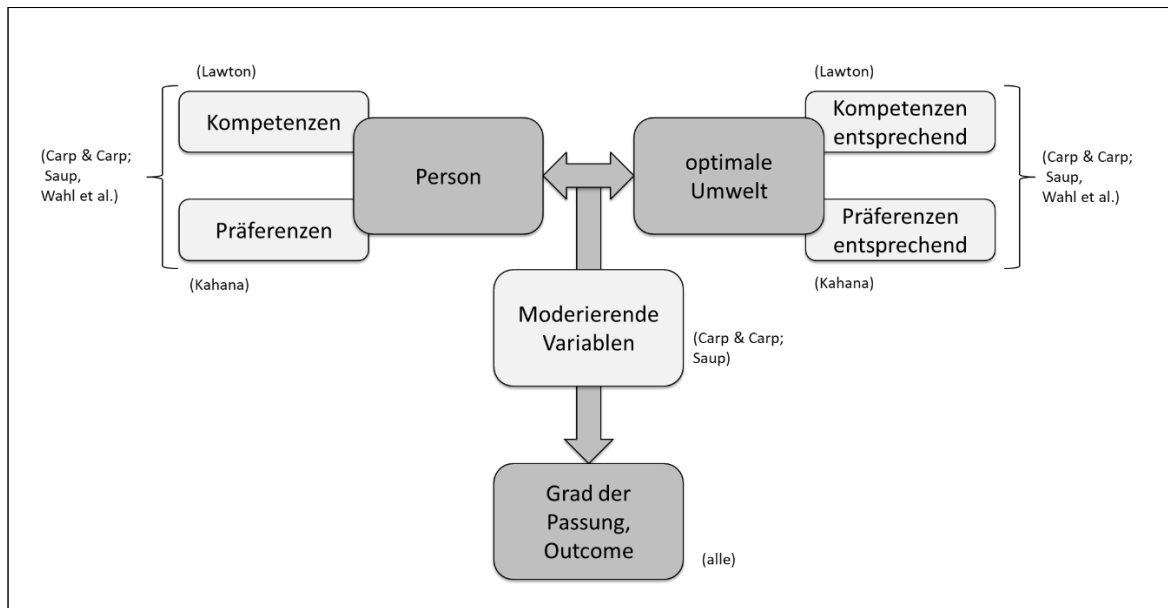 (Lawton)
Kompetenzen
(Carp & Carp;
Saup,
Wahl et al.)
Präferenzen
(Kahana)
Person
optimale
Umwelt
(Lawton)
Kompetenzen
entsprechend
(Carp & Carp;
Saup,
Wahl et al.)
Präferenzen
entsprechend
(Kahana)
Moderierende
Variablen
(Carp & Carp;
Saup)
Grad der
Passung,
Outcome
(alle)